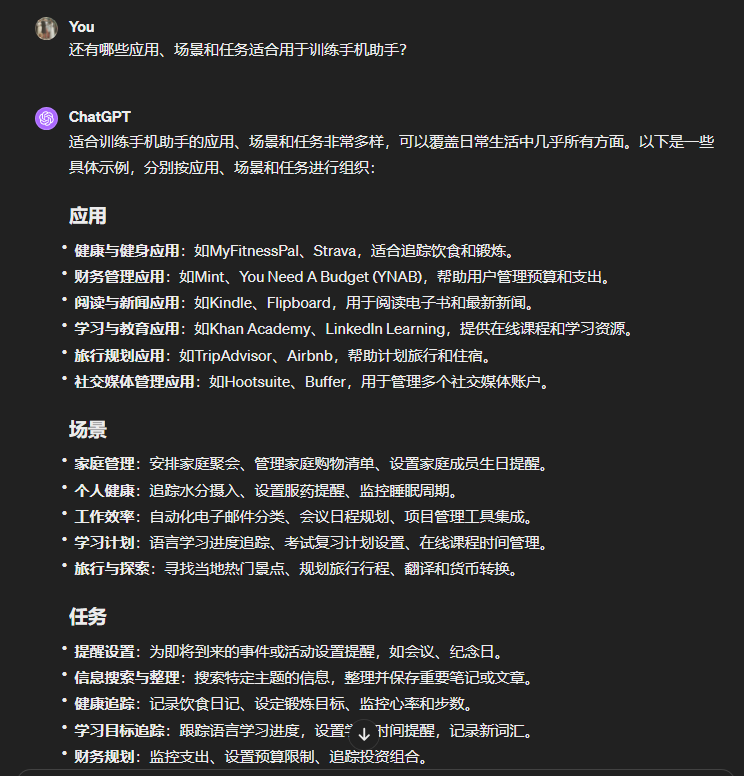 You
还有哪些应用、场景和任务适合用于训练手机助手？
ChatGPT
适合训练手机助手的应用、场景和任务非常多样，可以覆盖日常生活中几乎所有方面。以下是一些
具体示例，分别按应用、场景和任务进行组织：
应用
• 健康与健身应用：如MyFitnessPal、Strava，适合追踪饮食和锻炼。
• 财务管理应用：如Mint、You Need A Budget (YNAB)，帮助用户管理预算和支出。
• 阅读与新闻应用：如Kindle、Flipboard，用于阅读电子书和最新新闻。
• 学习与教育应用：如Khan Academy、LinkedIn Learning，提供在线课程和学习资源。
• 旅行规划应用：如TripAdvisor、Airbnb，帮助计划旅行和住宿。
• 社交媒体管理应用：如Hootsuite、Buffer，用于管理多个社交媒体账户。
场景
• 家庭管理：安排家庭聚会、管理家庭购物清单、设置家庭成员生日提醒。
• 个人健康：追踪水分摄入、设置服药提醒、监控睡眠周期。
• 工作效率：自动化电子邮件分类、会议日程规划、项目管理工具集成。
• 学习计划：语言学习进度追踪、考试复习计划设置、在线课程时间管理。
• 旅行与探索：寻找当地热门景点、规划旅行行程、翻译和货币转换。
任务
• 提醒设置：为即将到来的事件或活动设置提醒，如会议、纪念日。
• 信息搜索与整理：搜索特定主题的信息，整理并保存重要笔记或文章。
• 健康追踪：记录饮食日记、设定锻炼目标、监控心率和步数。
• 学习目标追踪：跟踪语言学习进度，设置时间提醒，记录新词汇。
• 财务规划：监控支出、设置预算限制、追踪投资组合。